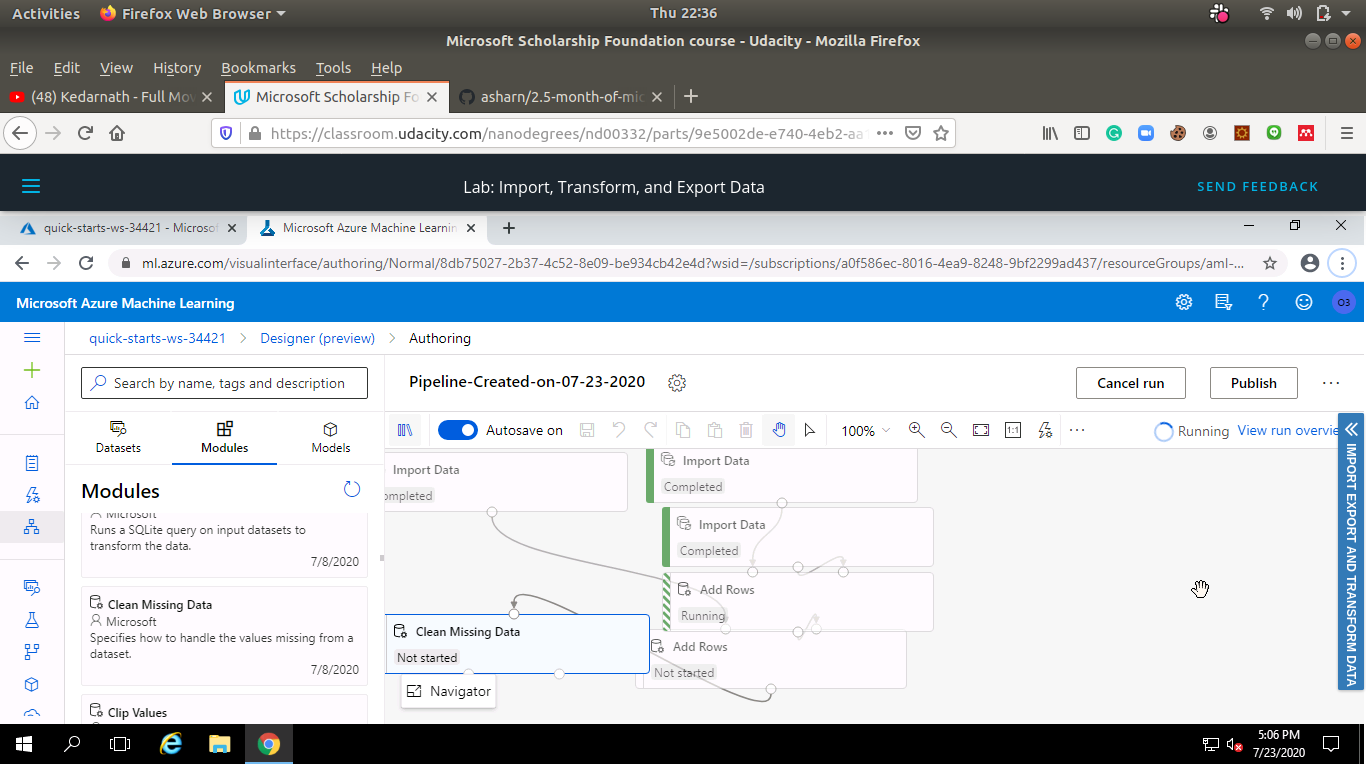 Activities Firefox Web Browser Thu 22:36
Microsoft Scholarship Foundation course - Udacity - Mozilla Firefox
File Edit View History Bookmarks Tools Help
(48) Kedarnath - Full Mov Microsoft Scholarship Fo asharn/2.5-month-of-mic
https://classroom.udacity.com/nanodegrees/nd00332/parts/9e5002de-e740-4eb2-aa
Lab: Import, Transform, and Export Data SEND FEEDBACK
quick-starts-ws-34421 - Microsof Microsoft Azure Machine Learnin
ml.azure.com/visualinterface/authoring/Normal/8db75027-2b37-4c52-8e09-be934cb42e4d?wsid=/subscriptions/a0f586ec-8016-4ea9-8248-9bf2299ad437/resourceGroups/aml-...
Microsoft Azure Machine Learning O3
quick-starts-ws-34421 > Designer (preview) > Authoring
Search by name, tags and description
Pipeline-Created-on-07-23-2020 Cancel run Publish ...
Datasets Modules Models
Autosave on 100% 1:1 ... Running View run overvie
Modules
Microsoft
Runs a SQLite query on input datasets to
transform the data.
7/8/2020
Clean Missing Data
Microsoft
Specifies how to handle the values missing from a
dataset.
7/8/2020
Clip Values
Import Data
ompleted
Import Data
Completed
Import Data
Completed
Add Rows
Running
Clean Missing Data
Not started
Add Rows
Not started
Navigator
IMPORT EXPORT AND TRANSFORM DATA
5:06 PM
7/23/2020